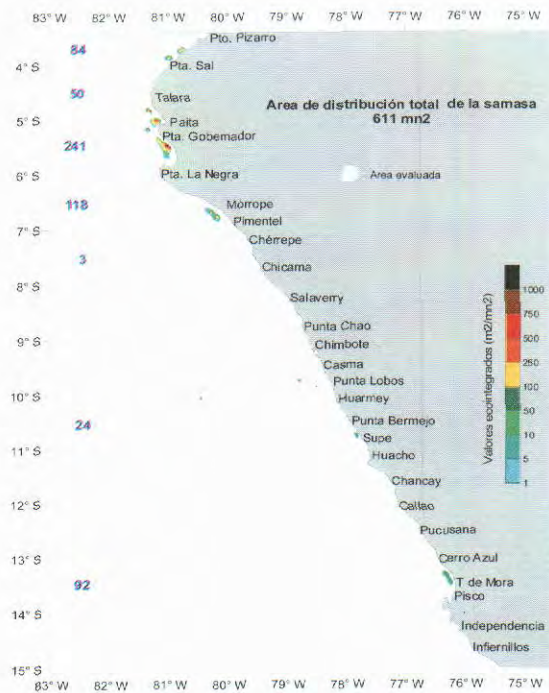 83° W 82° W 81° W 80° W 79° W 78° W 77° W 76° W 75° W
Pto. Pizarro
84
4° S
Pta. Sal
50
Talara
Area de distribución total de la samasa
611 mn2
5° S
Paita
Pta. Gobernador
241
6° S
Pta. La Negra
Area evaluada
118
Mórrope
Pimentel
7° S
Chérrepe
3
Chicama
8° S
Salaverry
Punta Chao
9° S
Chimbote
Casma
Punta Lobos
10° S
Huarmey
Punta Bermejo
24
Supe
11° S
Huacho
Chancay
12° S
Callao
Pucusana
13° S
Cerro Azul
92
T de Mora
Pisco
14° S
Independencia
Infiernillos
15° S
Valores ecointegrados (m2/mn2)
1000
750
500
250
100
50
10
5
1
83° W 82° W 81° W 80° W 79° W 78° W 77° W 76° W 75° W